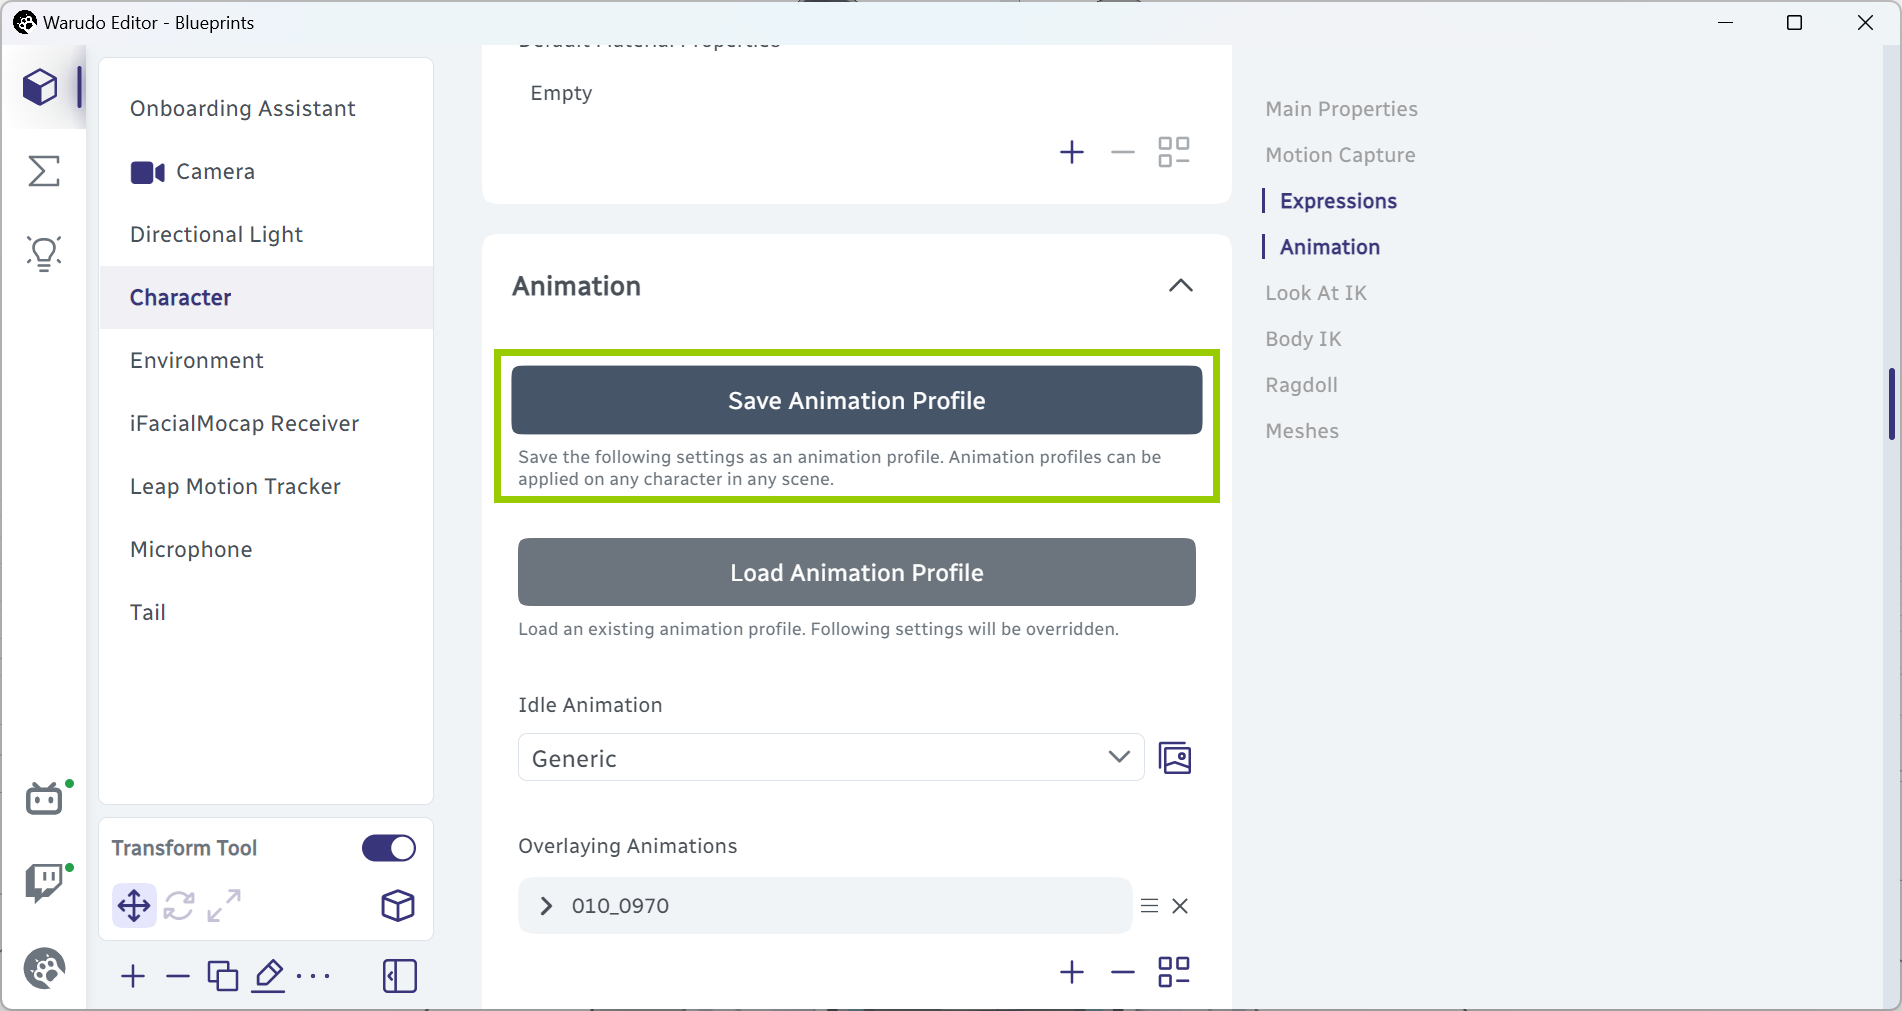 Warudo Editor - Blueprints
Onboarding Assistant
Camera
Directional Light
Character
Environment
iFacialMocap Receiver
Leap Motion Tracker
Microphone
Tail
Transform Tool
Default Material Properties
Empty
Animation
Save Animation Profile
Save the following settings as an animation profile. Animation profiles can be
applied on any character in any scene.
Load Animation Profile
Load an existing animation profile. Following settings will be overridden.
Idle Animation
Generic
Overlaying Animations
010_0970
Main Properties
Motion Capture
Expressions
Animation
Look At IK
Body IK
Ragdoll
Meshes